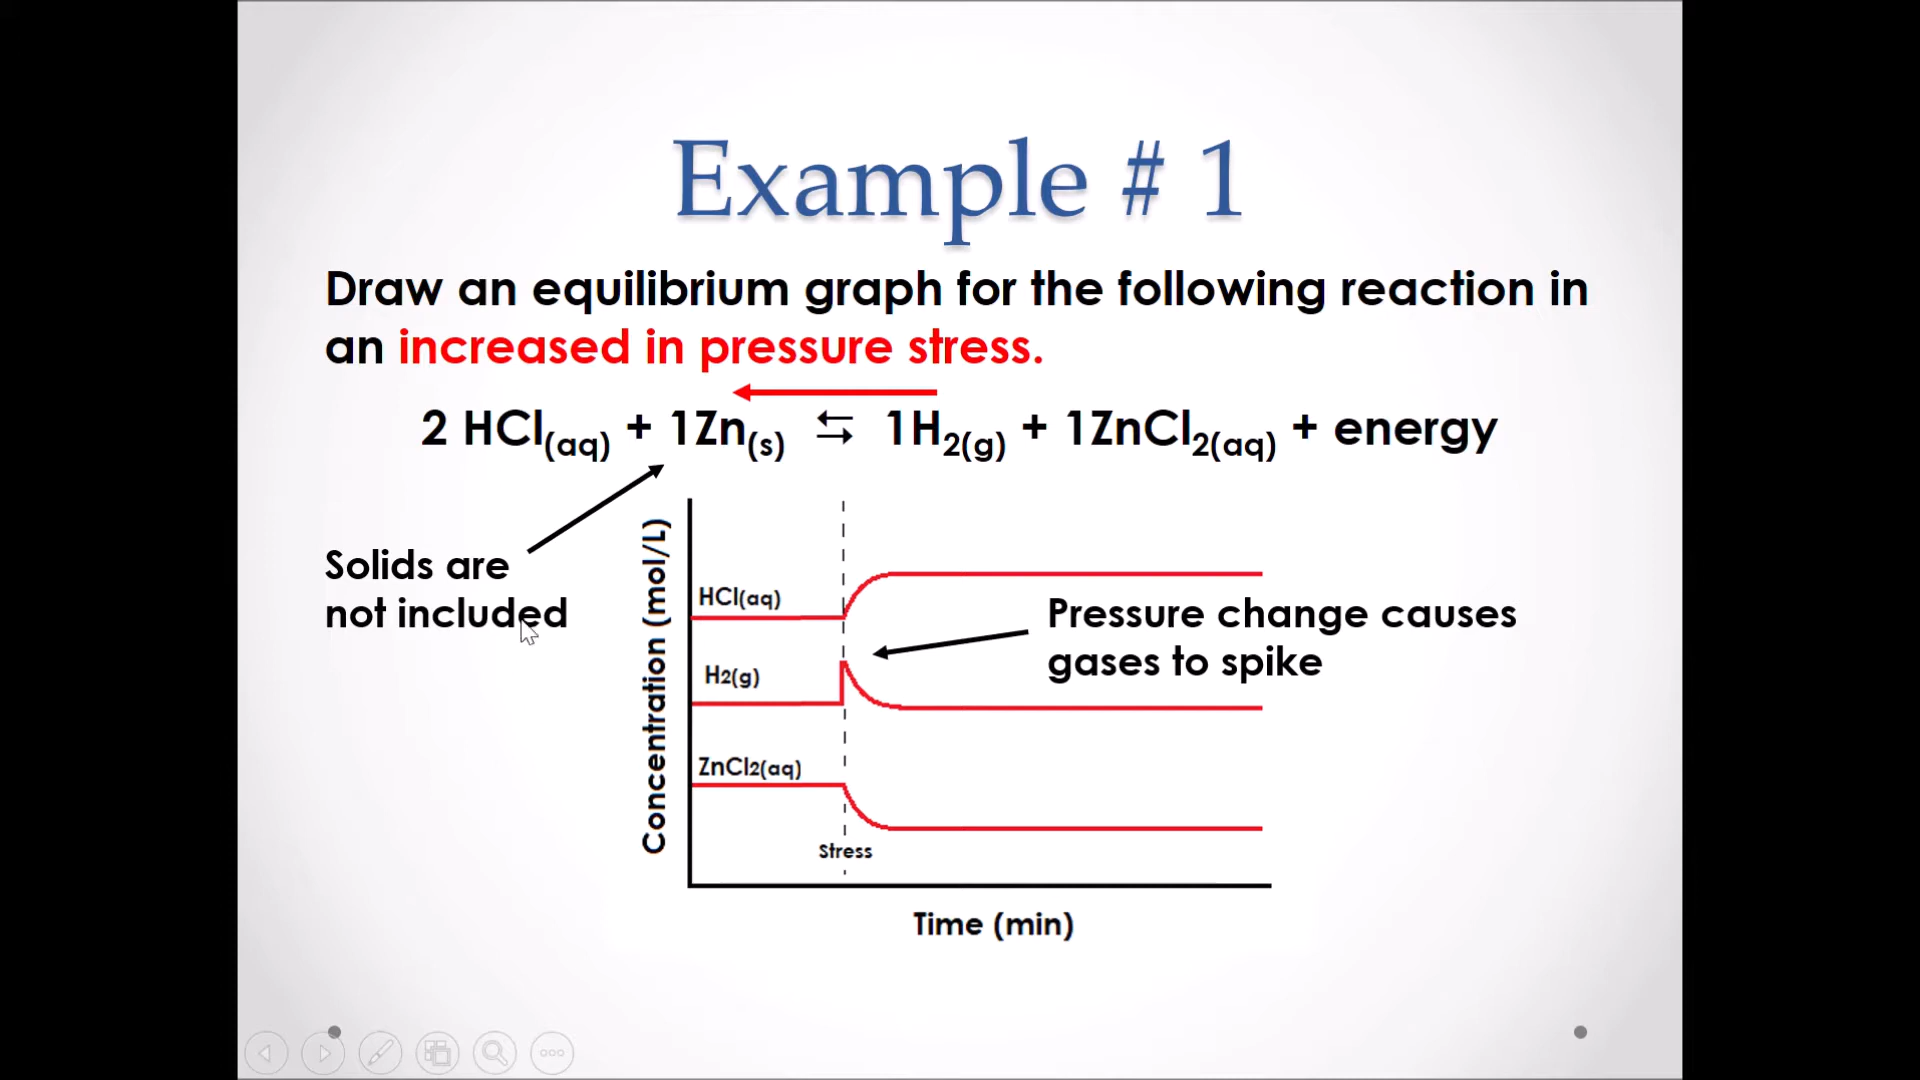 Example # 1
Draw an equilibrium graph for the following reaction in
an increased in pressure stress.
2 HCl(aq) + 1Zn(s) ⇆ 1H2(g) + 1ZnCl2(aq) + energy
Solids are
not included
Concentration (mol/L)
HCl(aq)
H2(g)
ZnCl2(aq)
Stress
Pressure change causes
gases to spike
Time (min)